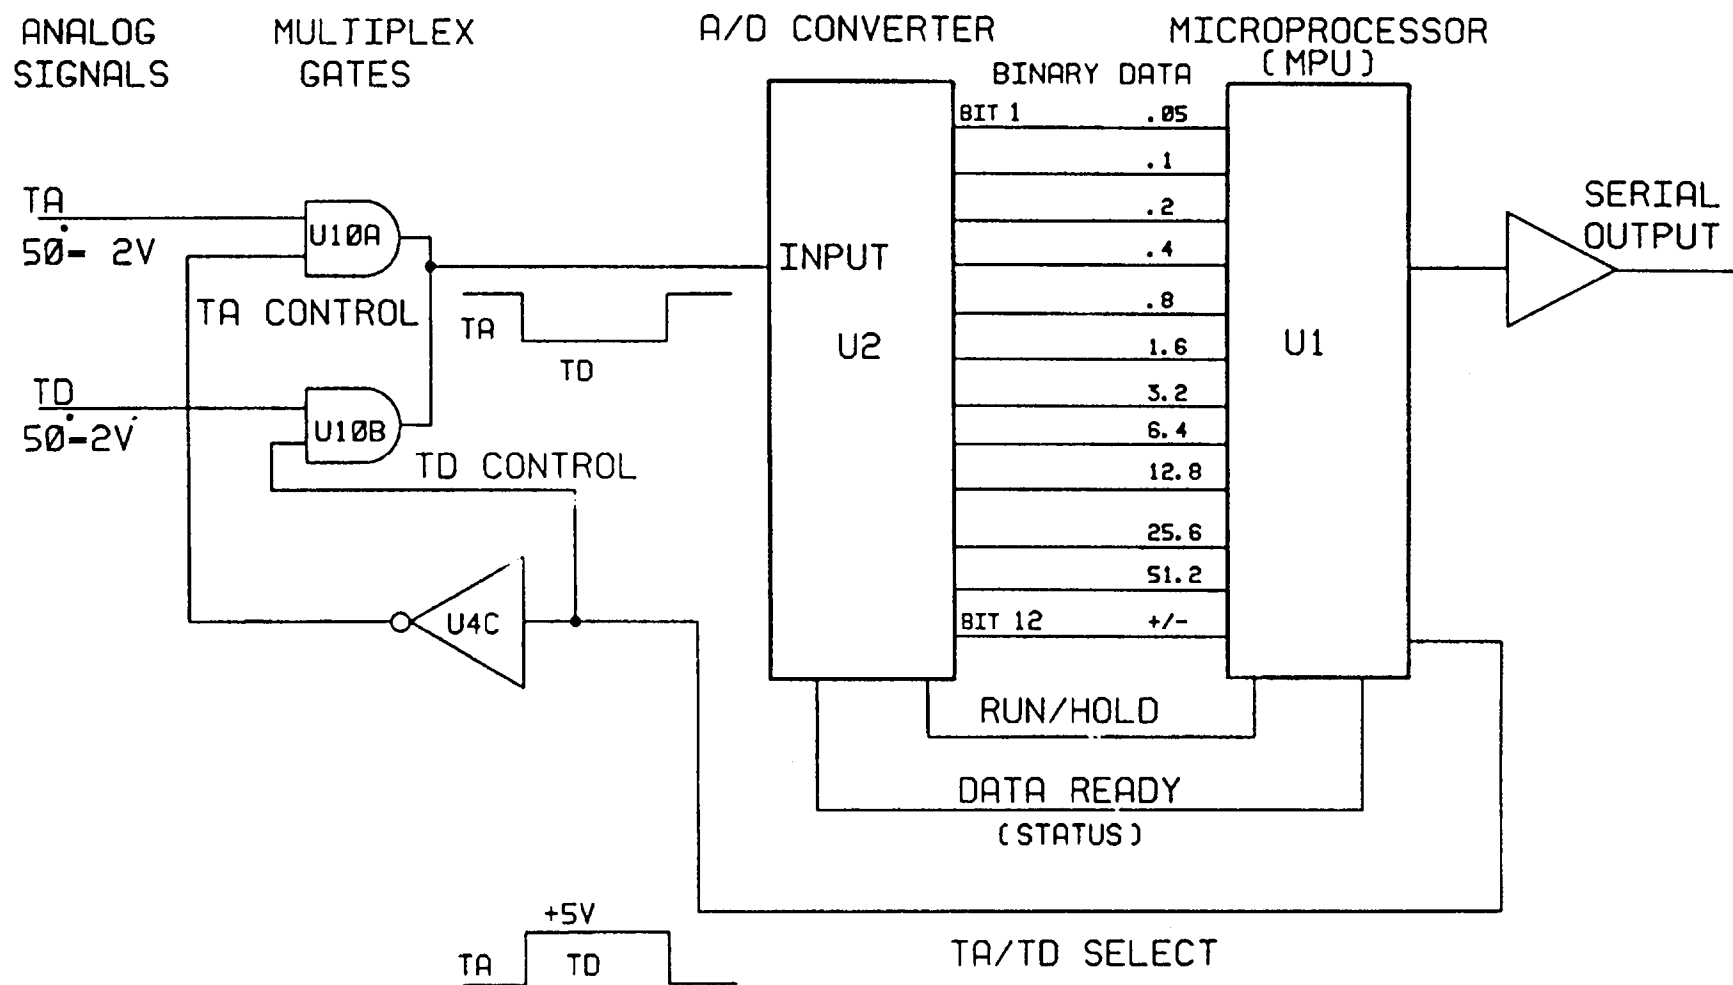 ANALOG
SIGNALS
MULTIPLEX
GATES
A/D CONVERTER
MICROPROCESSOR
(MPU)
BINARY DATA
BIT 1 .05
.1
.2
.4
.8
1.6
3.2
6.4
12.8
25.6
51.2
BIT 12 +/-
TA
50°= 2V
U10A
TA CONTROL
TD
50°=2V
U10B
TD CONTROL
TA
TD
INPUT
U2
U1
SERIAL
OUTPUT
U4C
RUN/HOLD
DATA READY
(STATUS)
+5V
TA TD
TA/TD SELECT